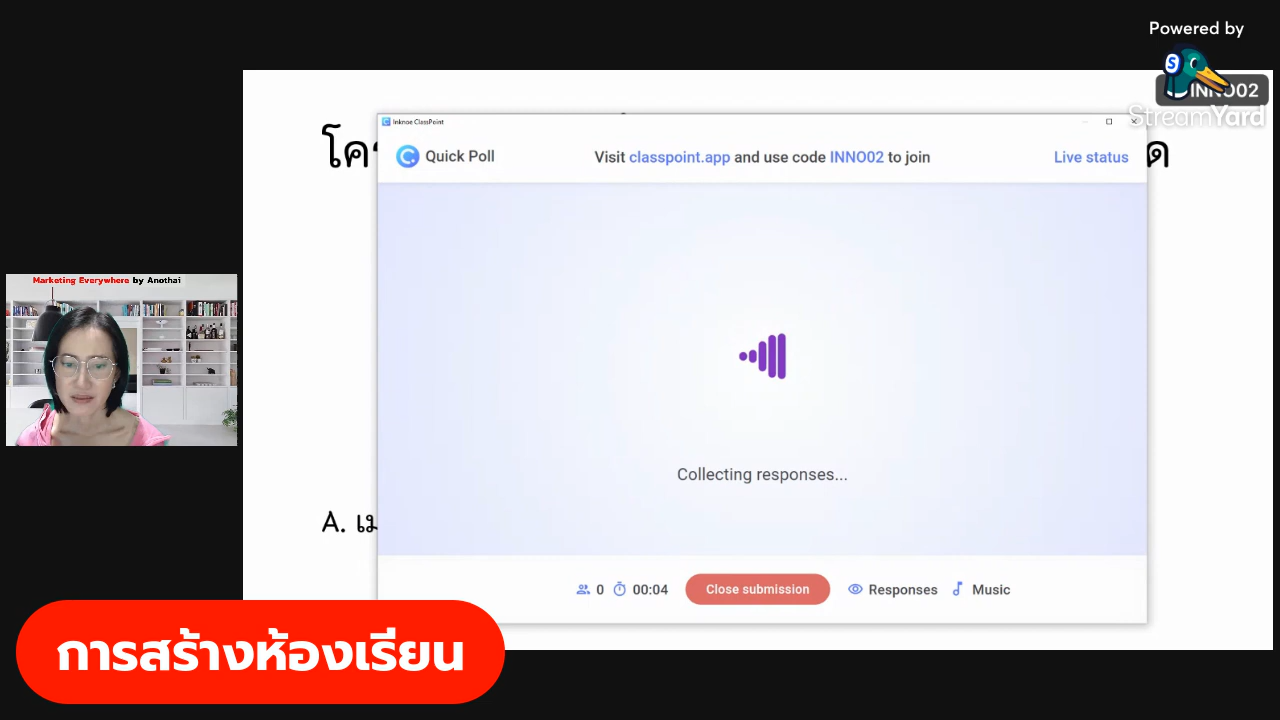 Powered by
INNO02
StreamYard
Inknoe ClassPoint
Quick Poll
Visit classpoint.app and use code INNO02 to join
Live status
Marketing Everywhere by Anothai
Collecting responses...
A.
0
00:04
Close submission
Responses
Music
การสร้างห้องเรียน